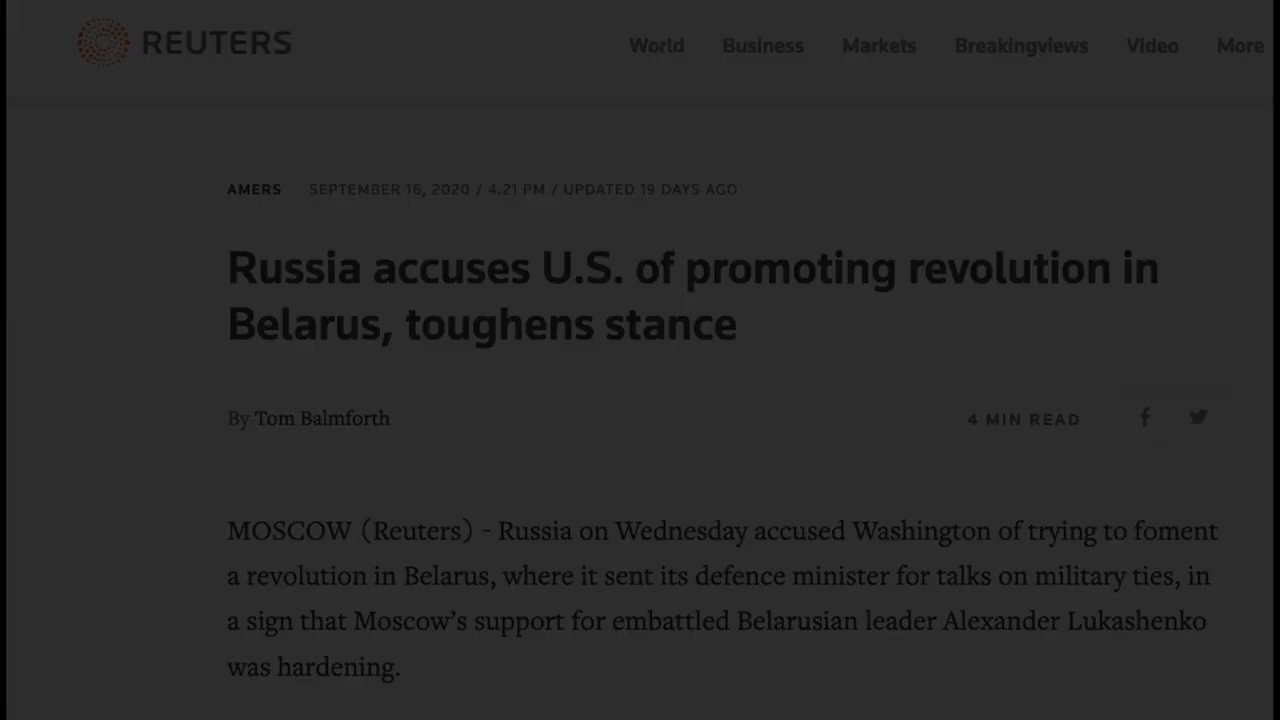 REUTERS
World Business Markets Breakingviews Video More
AMERS SEPTEMBER 16, 2020 / 4:21 PM / UPDATED 19 DAYS AGO
Russia accuses U.S. of promoting revolution in
Belarus, toughens stance
By Tom Balmforth
4 MIN READ
MOSCOW (Reuters) - Russia on Wednesday accused Washington of trying to foment
a revolution in Belarus, where it sent its defence minister for talks on military ties, in
a sign that Moscow’s support for embattled Belarusian leader Alexander Lukashenko
was hardening.